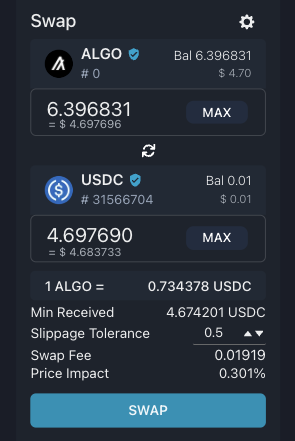 Swap
ALGO Bal 6.396831
# 0 $ 4.70
6.396831 MAX
= $ 4.697696
USDC Bal 0.01
# 31566704 $ 0.01
4.697690 MAX
= $ 4.683733
1 ALGO = 0.734378 USDC
Min Received 4.674201 USDC
Slippage Tolerance 0.5
Swap Fee 0.01919
Price Impact 0.301%
SWAP